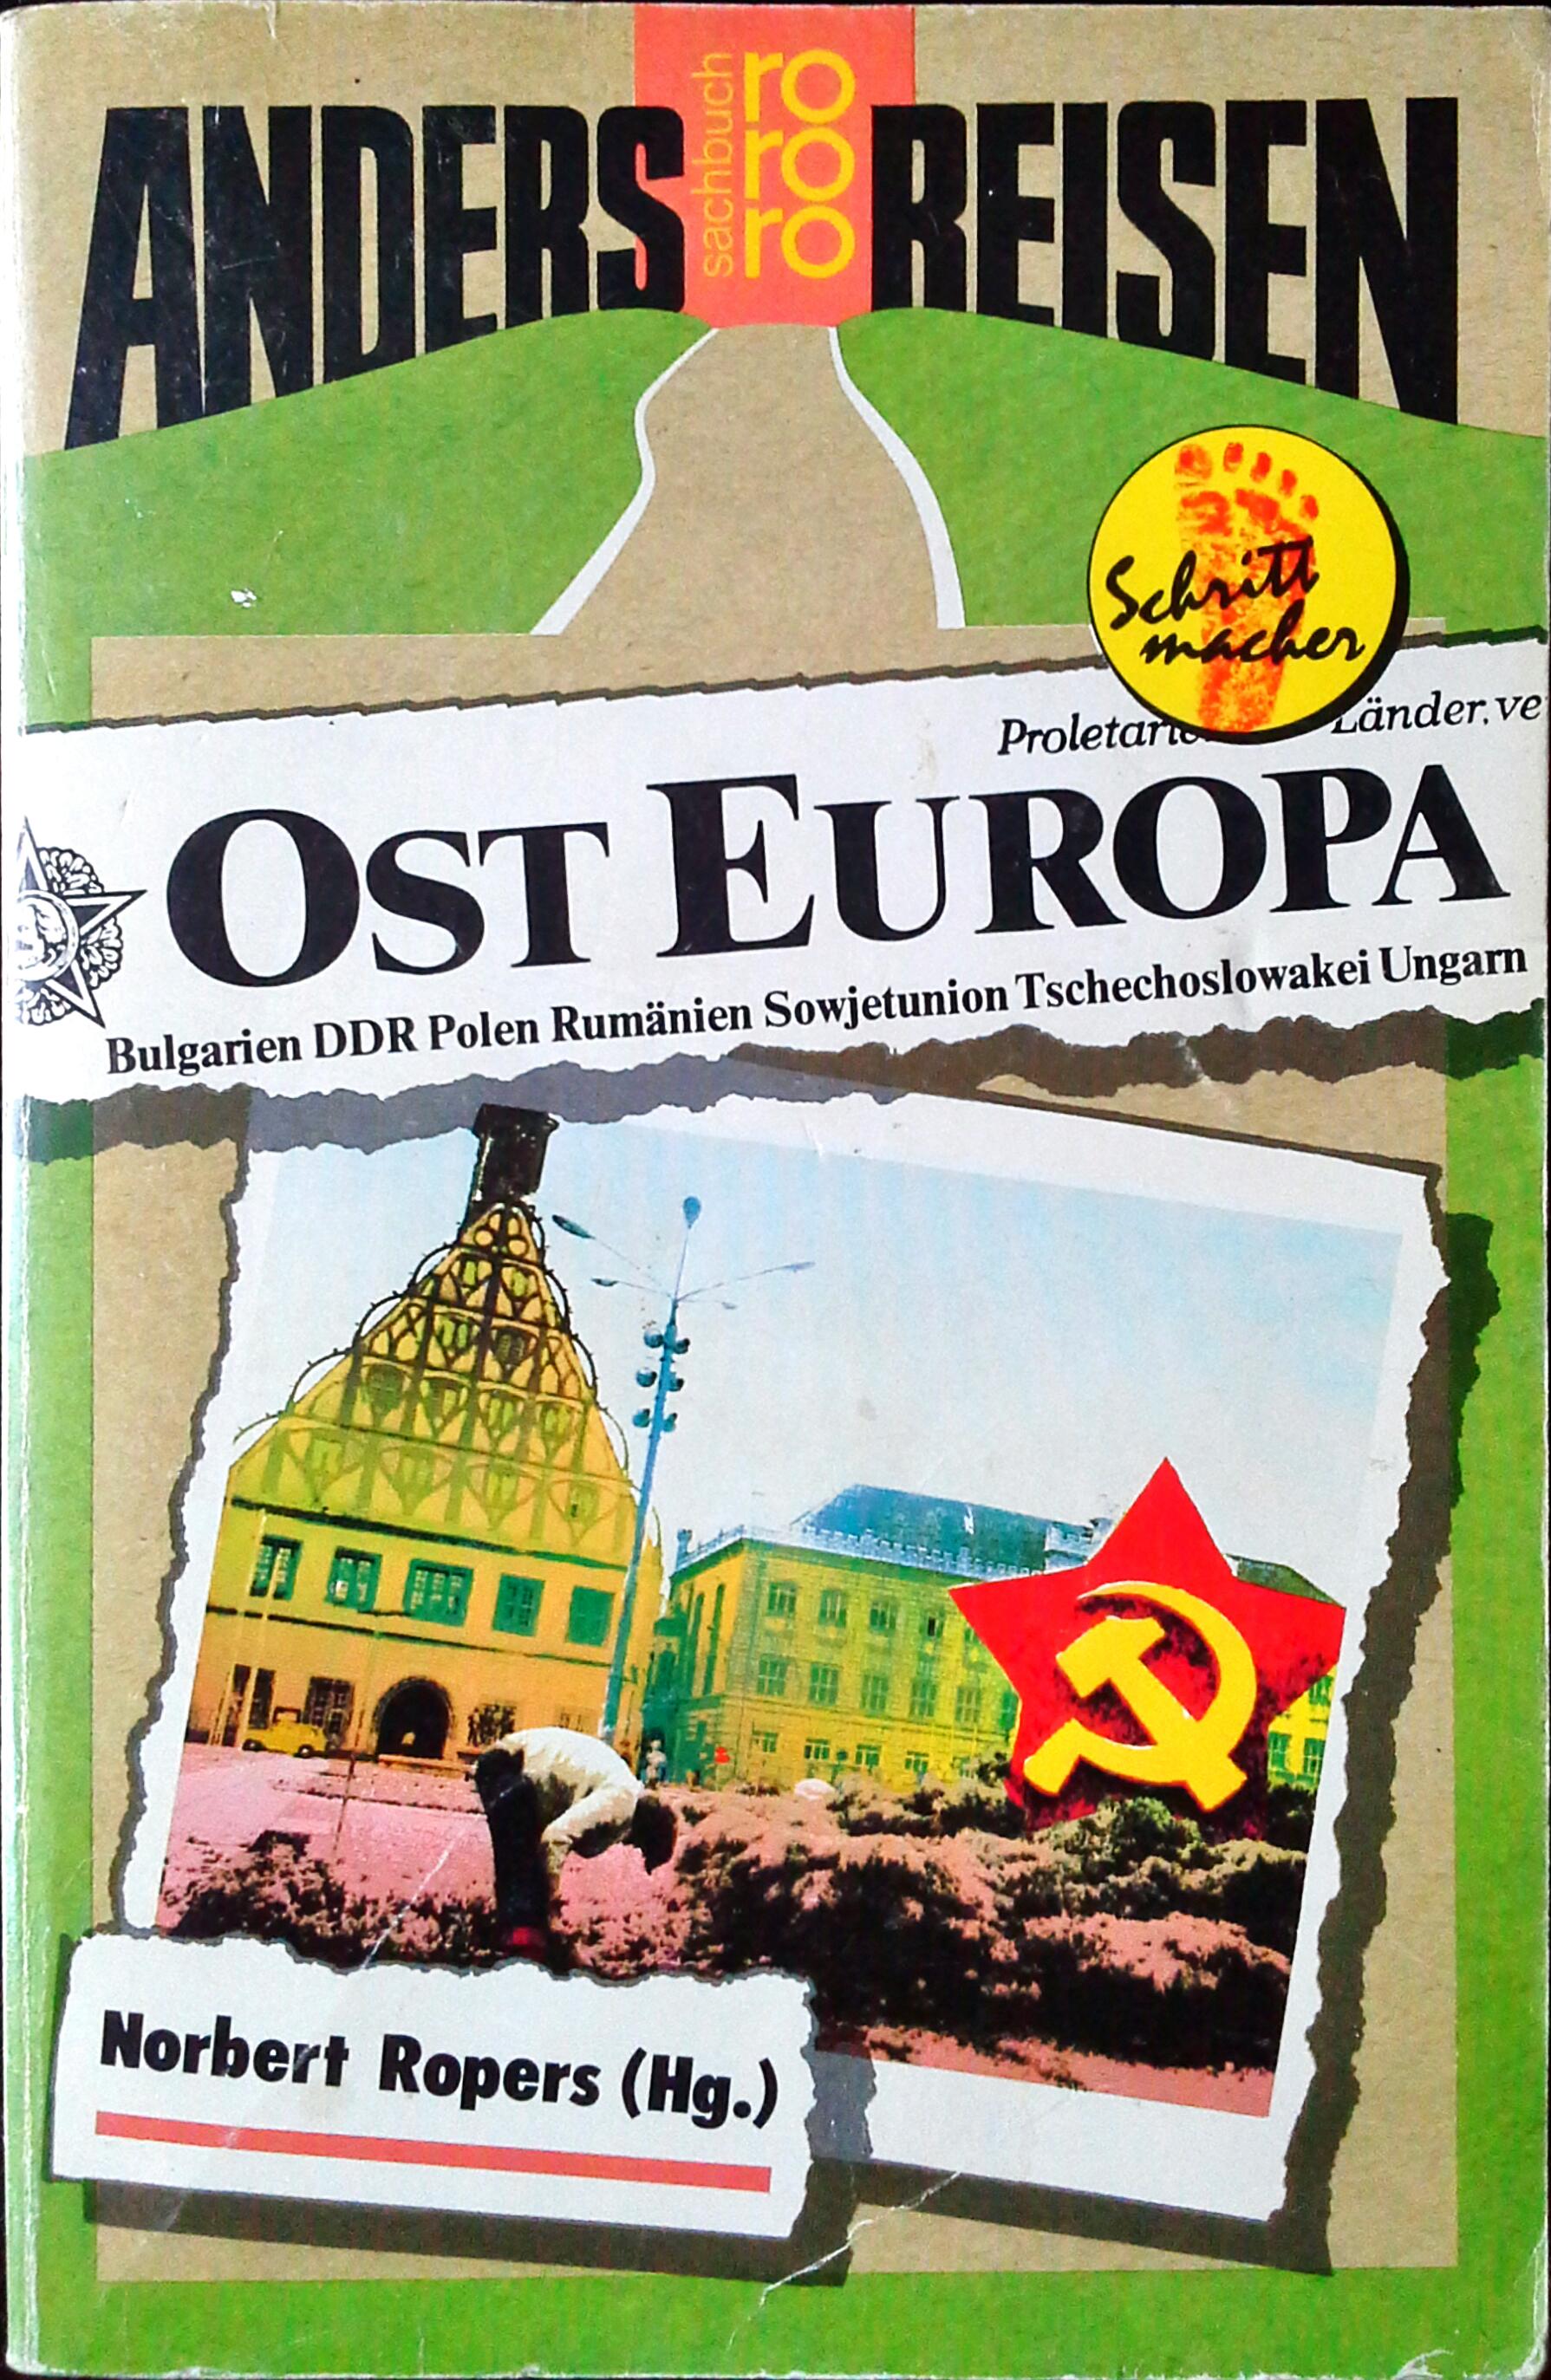 ANDERS REISEN
sachbuch
ro
ro
ro
Schritt
macher
Länder, ve
OST EUROPA
Bulgarien DDR Polen Rumänien Sowjetunion Tschechoslowakei Ungarn
Norbert Ropers (Hg.)